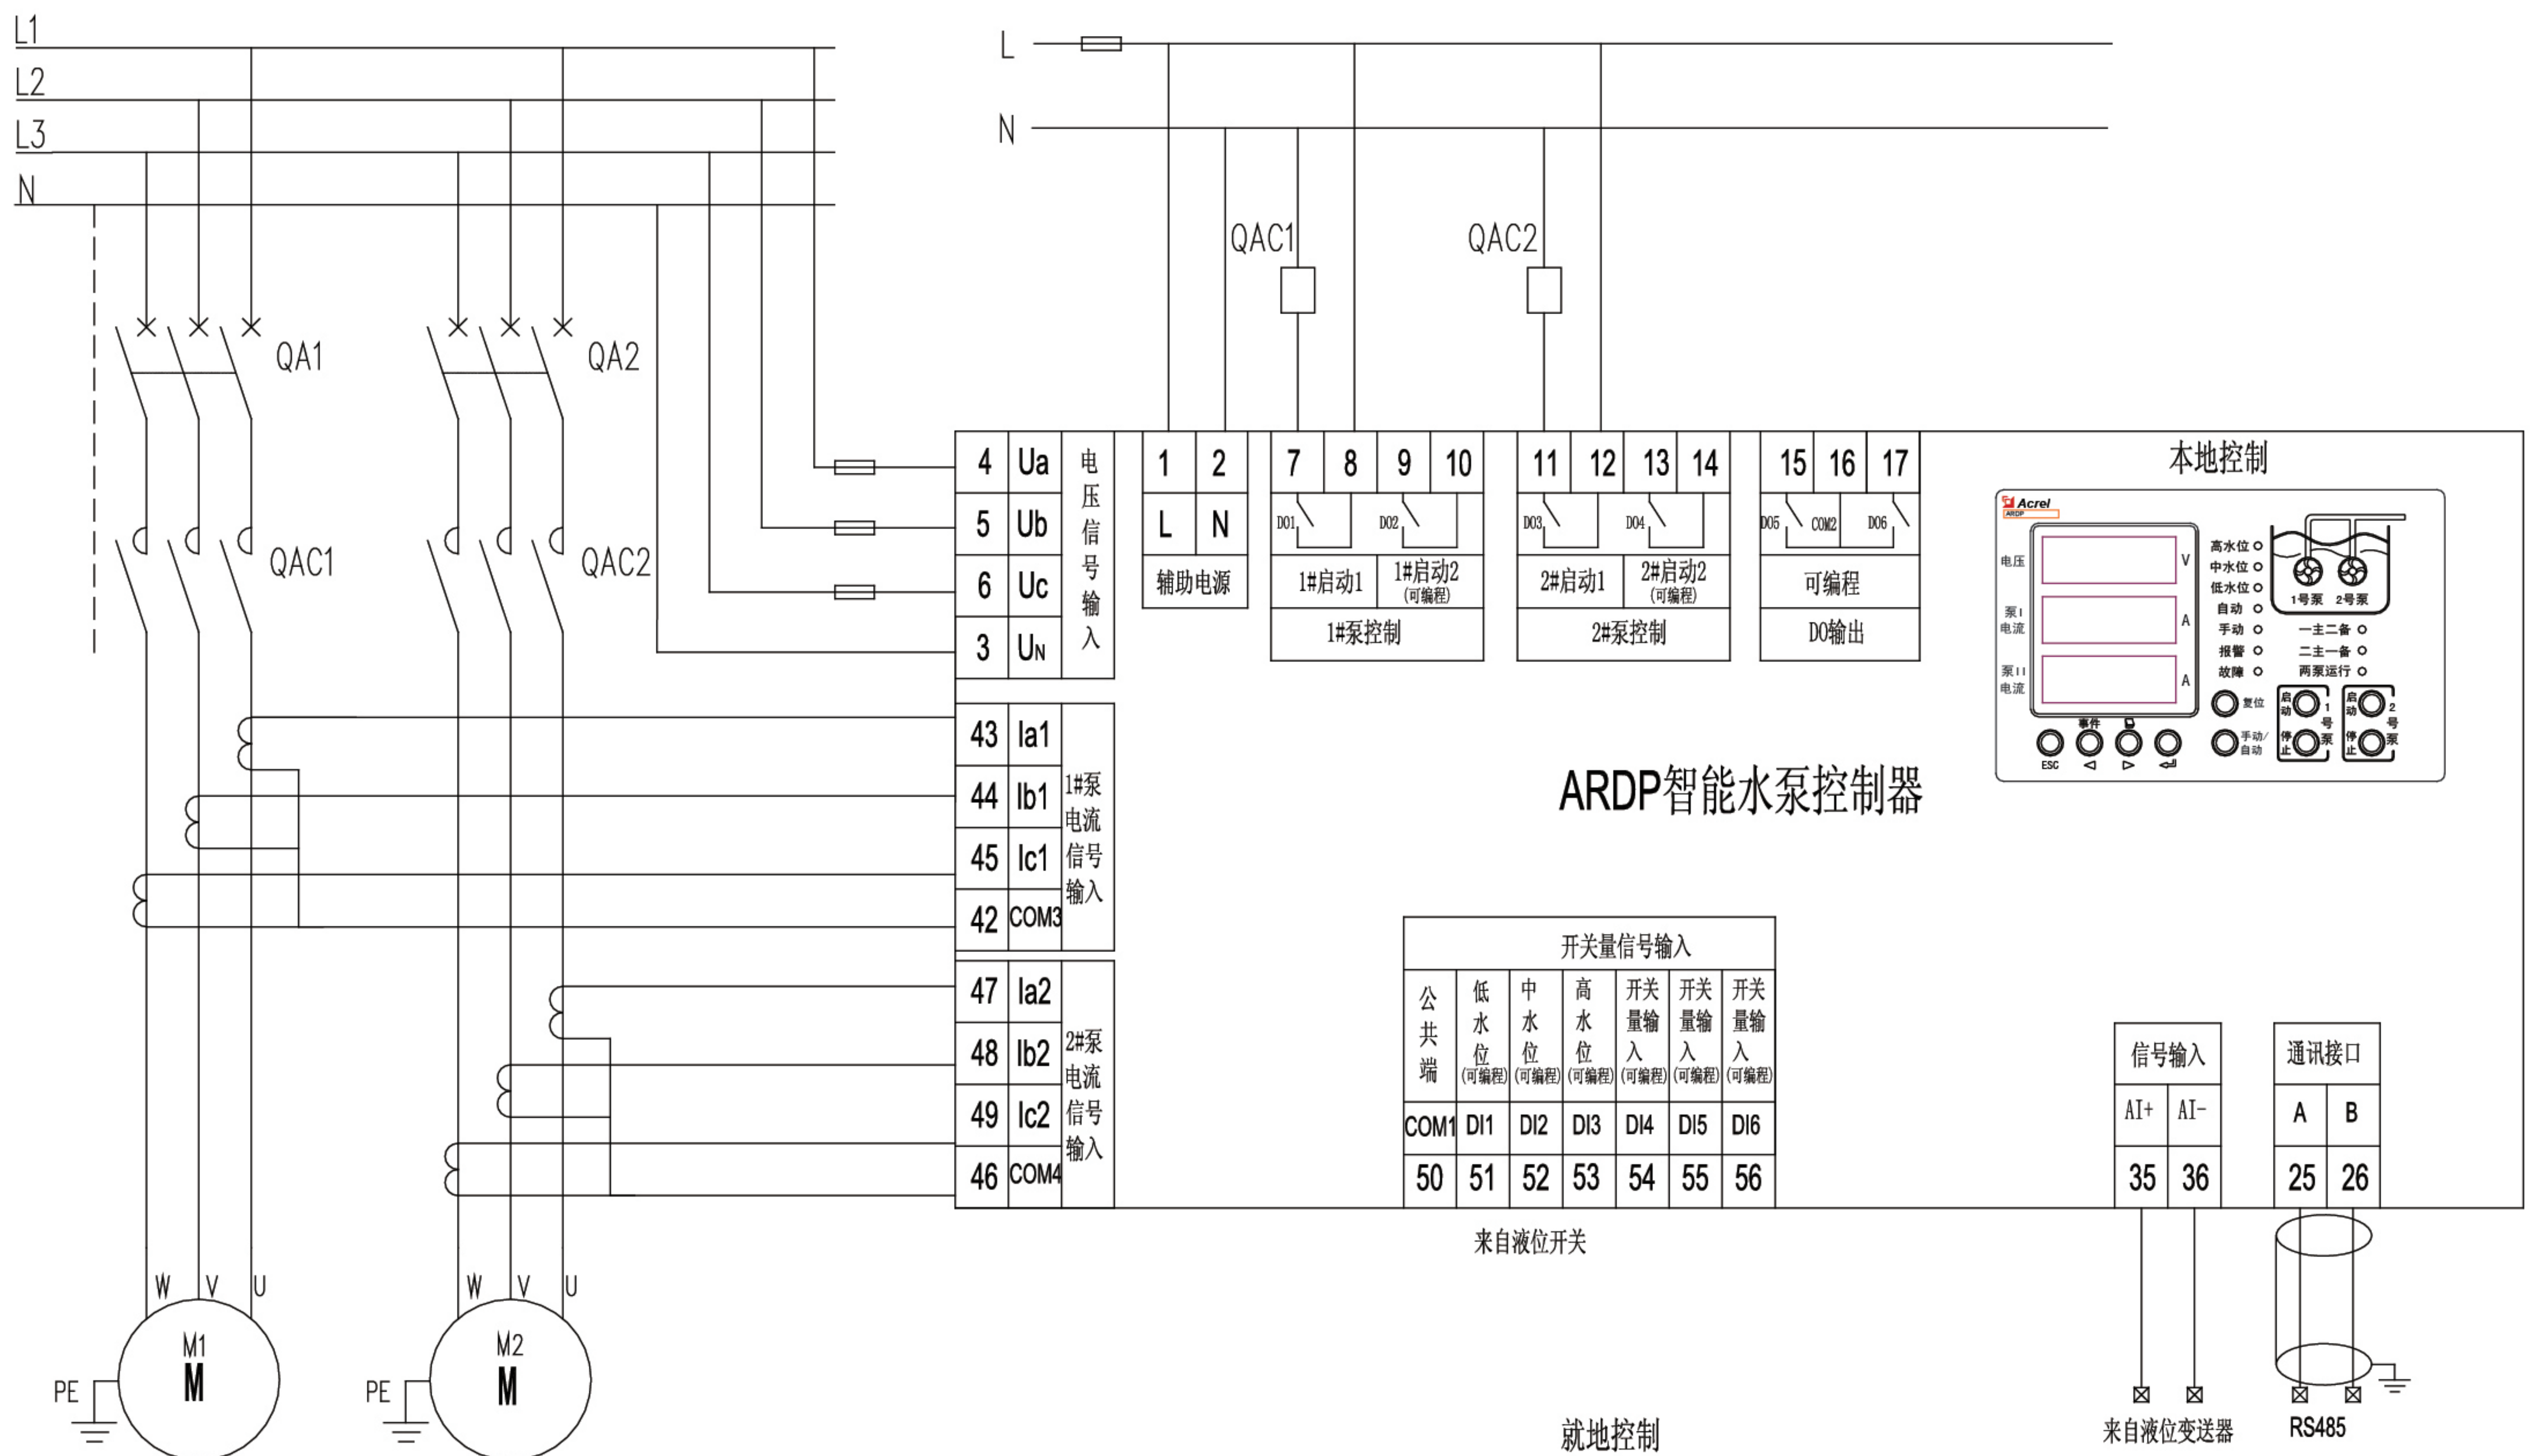 L1
L2
L3
N
QA1
QA2
QAC1
QAC2
L
N
QAC1
QAC2
4 Ua
5 Ub
6 Uc
3 UN
电压信号输入
1 2
L N
辅助电源
7 8 9 10
DO1 DO2
1#启动1
1#启动2
(可编程)
1#泵控制
11 12 13 14
DO3 DO4
2#启动1
2#启动2
(可编程)
2#泵控制
15 16 17
DO5 COM2 DO6
可编程
DO输出
本地控制
Acrel
ARDP
电压
V
泵I
电流
A
泵II
电流
A
高水位
中水位
低水位
自动
手动
报警
故障
1号泵 2号泵
一主二备
二主一备
两泵运行
复位
手动/
自动
启动
停止
1号泵
启动
停止
2号泵
事件
ESC
43 Ia1
44 Ib1
45 Ic1
42 COM3
1#泵
电流
信号
输入
ARDP智能水泵控制器
47 Ia2
48 Ib2
49 Ic2
46 COM4
2#泵
电流
信号
输入
开关量信号输入
公共端
低水位
(可编程)
中水位
(可编程)
高水位
(可编程)
开关
量输
入
(可编程)
开关
量输
入
(可编程)
开关
量输
入
(可编程)
COM1 DI1 DI2 DI3 DI4 DI5 DI6
50 51 52 53 54 55 56
来自液位开关
信号输入
AI+ AI-
35 36
来自液位变送器
通讯接口
A B
25 26
RS485
W V U
M1
M
PE
W V U
M2
M
PE
就地控制